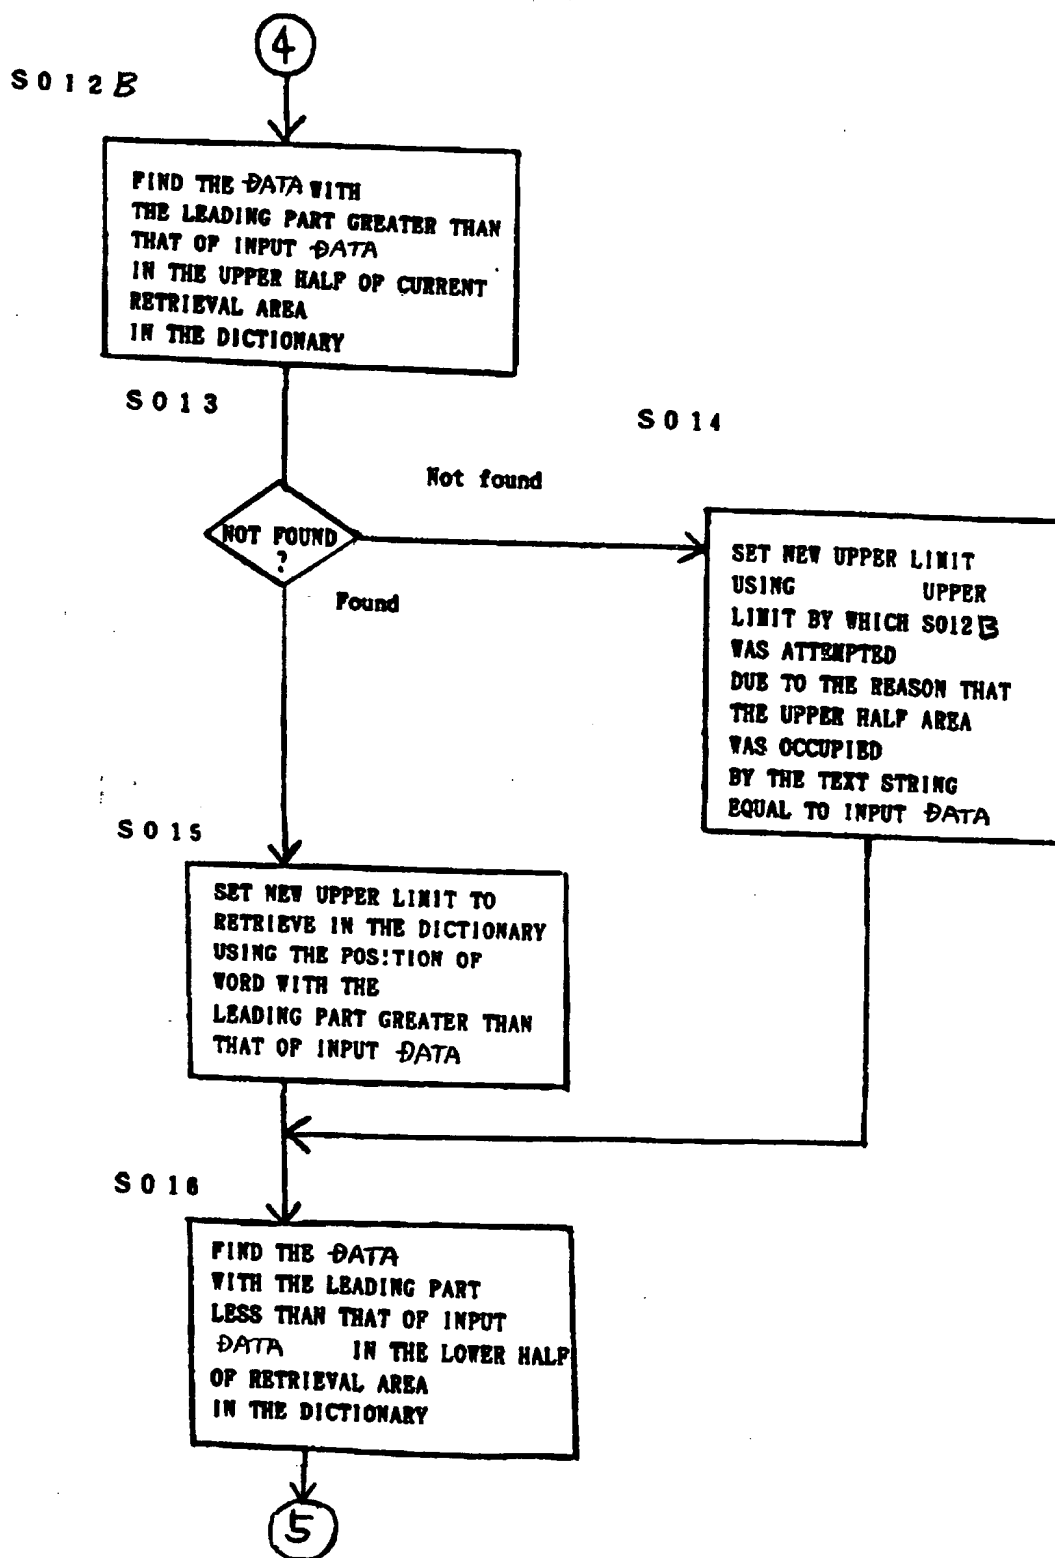 4
S012B
FIND THE DATA WITH
THE LEADING PART GREATER THAN
THAT OF INPUT DATA
IN THE UPPER HALF OF CURRENT
RETRIEVAL AREA
IN THE DICTIONARY
S013
S014
Not found
NOT FOUND
?
Found
SET NEW UPPER LIMIT
USING UPPER
LIMIT BY WHICH S012B
WAS ATTEMPTED
DUE TO THE REASON THAT
THE UPPER HALF AREA
WAS OCCUPIED
BY THE TEXT STRING
EQUAL TO INPUT DATA
S015
SET NEW UPPER LIMIT TO
RETRIEVE IN THE DICTIONARY
USING THE POSITION OF
WORD WITH THE
LEADING PART GREATER THAN
THAT OF INPUT DATA
S016
FIND THE DATA
WITH THE LEADING PART
LESS THAN THAT OF INPUT
DATA IN THE LOWER HALF
OF RETRIEVAL AREA
IN THE DICTIONARY
5